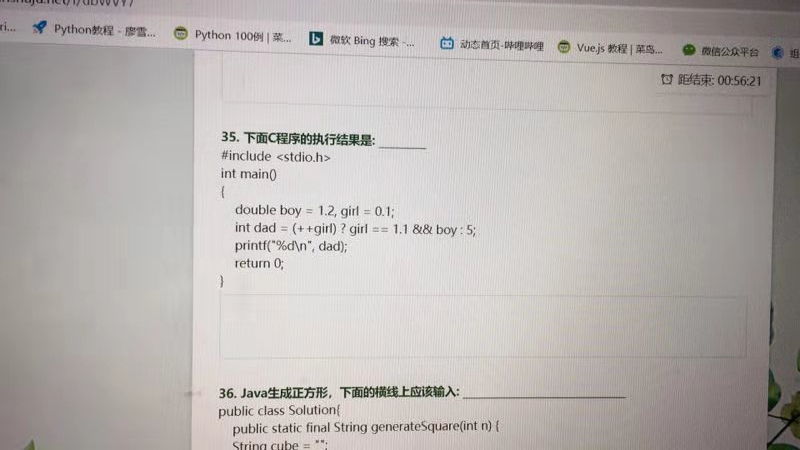 Python教程 - 廖雪...
Python 100例 | 菜...
微软 Bing 搜索 -...
动态首页-哔哩哔哩
Vue.js 教程 | 菜鸟...
微信公众平台
组
距结束: 00:56:21
35. 下面C程序的执行结果是: ________
#include <stdio.h>
int main()
{
double boy = 1.2, girl = 0.1;
int dad = (++girl) ? girl == 1.1 && boy : 5;
printf("%d\n", dad);
return 0;
}
36. Java生成正方形，下面的横线上应该输入: ____________________________
public class Solution{
public static final String generateSquare(int n) {
String cube = "";